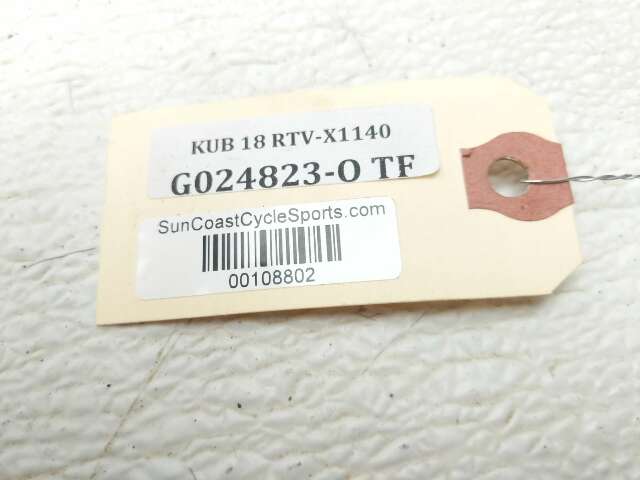 KUB 18 RTV-X1140
G024823-O TF
SunCoastCycleSports.com
00108802